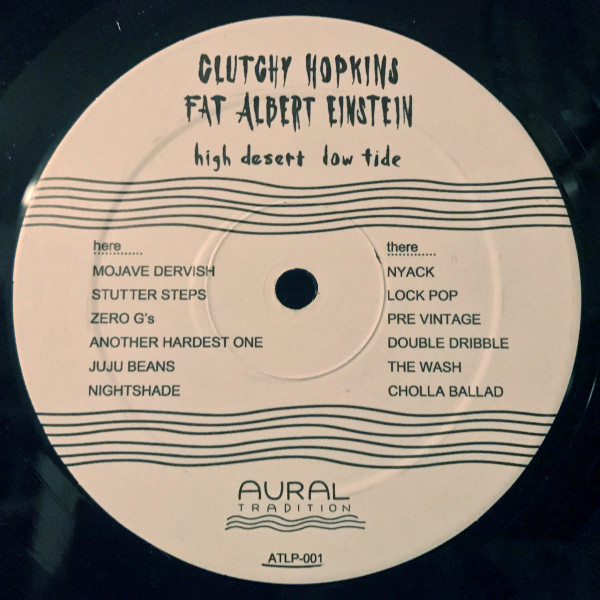 CLUTCHY HOPKINS
FAT ALBERT EINSTEIN
high desert low tide
here
MOJAVE DERVISH
STUTTER STEPS
ZERO G's
ANOTHER HARDEST ONE
JUJU BEANS
NIGHTSHADE
there
NYACK
LOCK POP
PRE VINTAGE
DOUBLE DRIBBLE
THE WASH
CHOLLA BALLAD
AURAL
TRADITION
ATLP-001